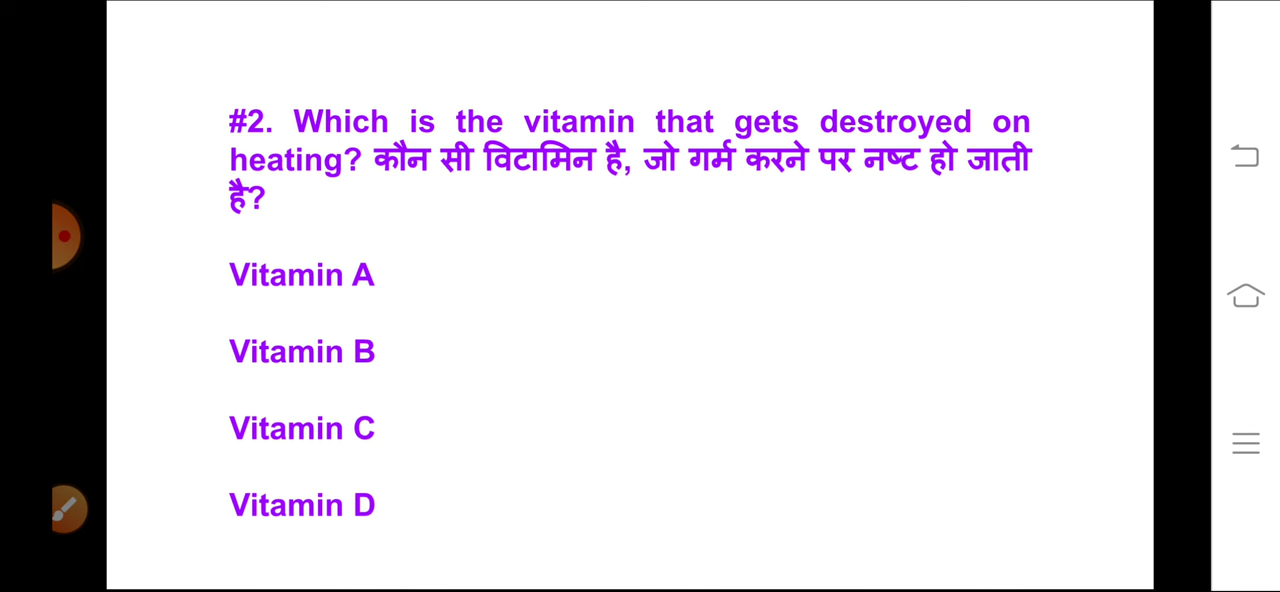 #2. Which is the vitamin that gets destroyed on
heating? कौन सी विटामिन है, जो गर्म करने पर नष्ट हो जाती
है?
Vitamin A
Vitamin B
Vitamin C
Vitamin D